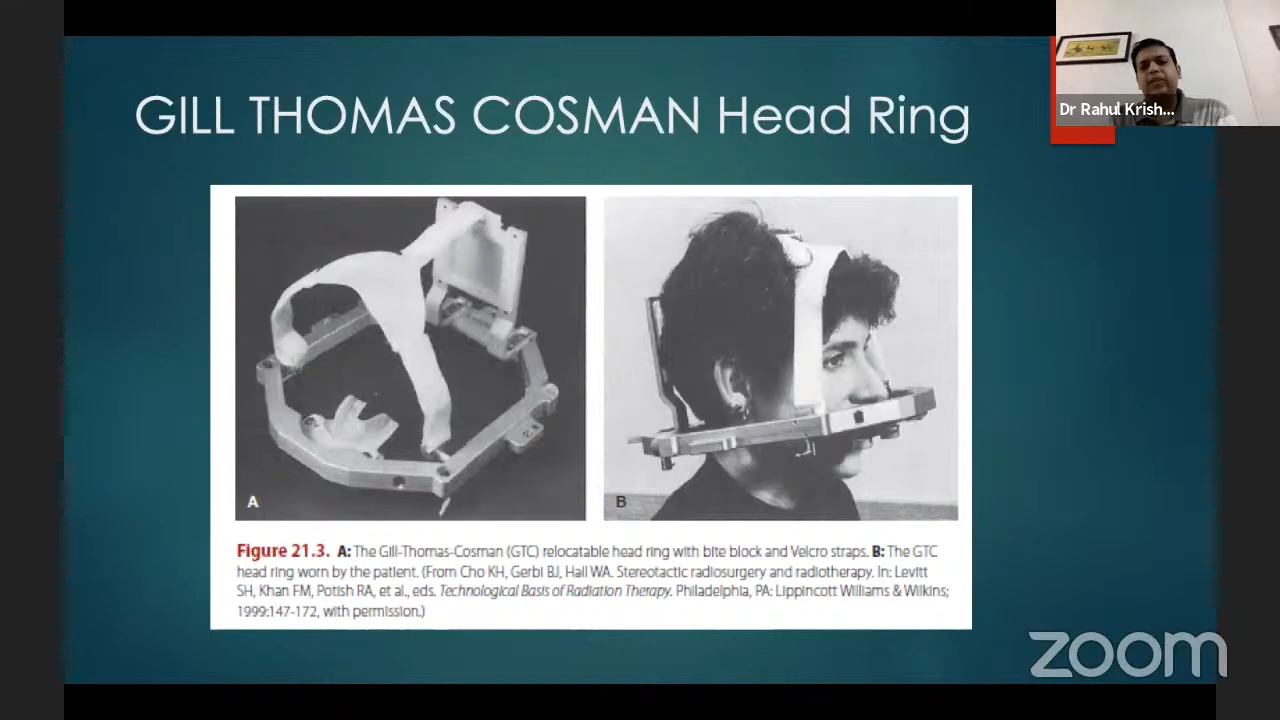 GILL THOMAS COSMAN Head Ring
Dr Rahul Krish...
A
B
Figure 21.3. A: The Gill-Thomas-Cosman (GTC) relocatable head ring with bite block and Velcro straps. B: The GTC
head ring worn by the patient. (From Cho KH, Gerbi BJ, Hall WA. Stereotactic radiosurgery and radiotherapy. In: Levitt
SH, Khan FM, Potish RA, et al., eds. Technological Basis of Radiation Therapy. Philadelphia, PA: Lippincott Williams & Wilkins;
1999:147-172, with permission.)
zoom